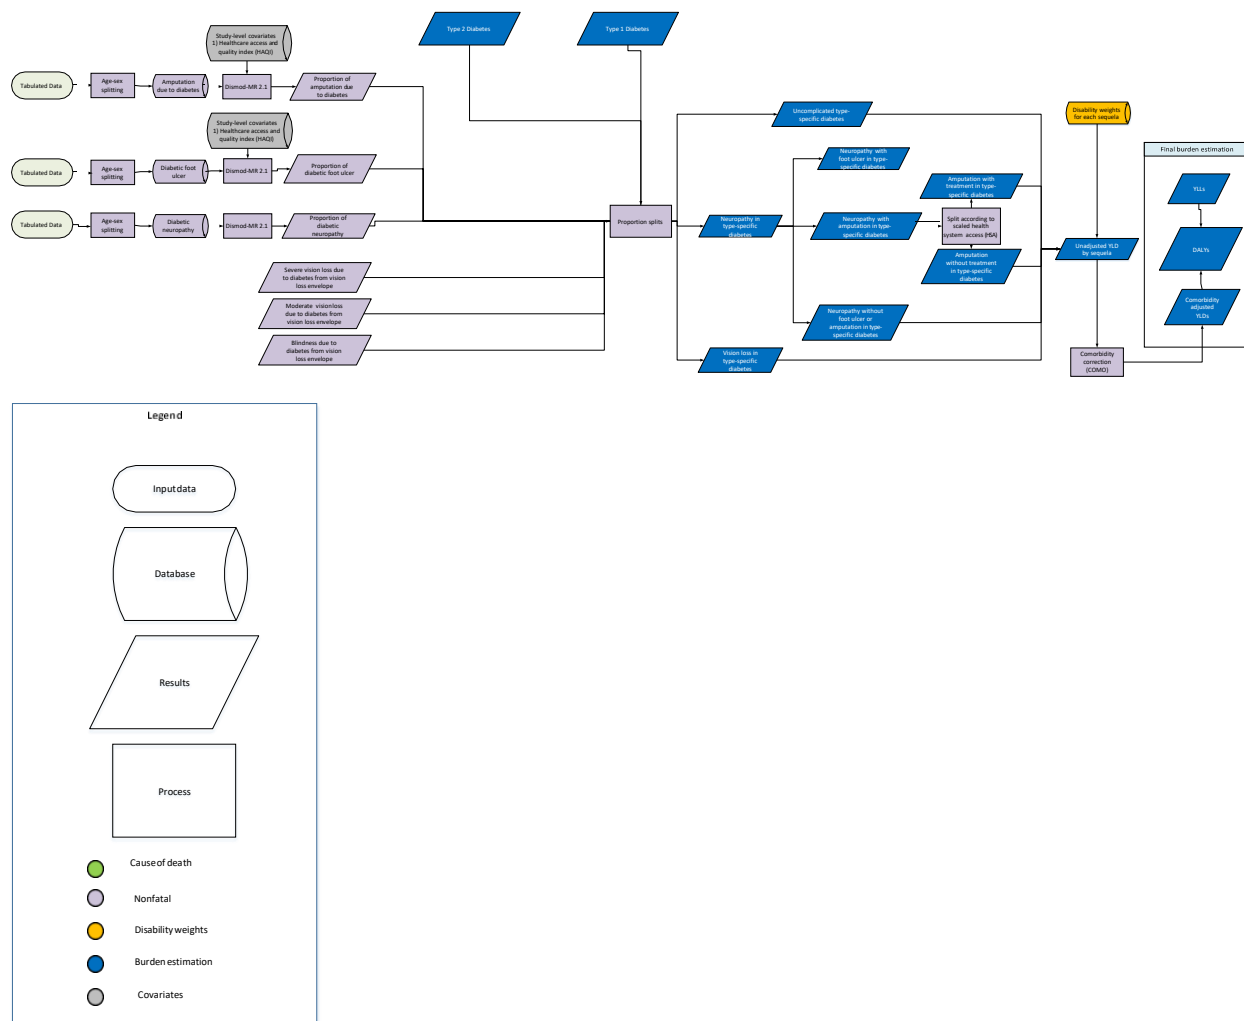 Type 2 Diabetes
Type 1 Diabetes
Study-level covariates
1) Healthcare access and
quality index (HAQI)
Tabulated Data
Age-sex
splitting
Amputation
due to diabetes
Dismod-MR 2.1
Proportion of
amputation due
to diabetes
Study-level covariates
1) Healthcare access and
quality index (HAQI)
Tabulated Data
Age-sex
splitting
Diabetic foot
ulcer
Dismod-MR 2.1
Proportion of
diabetic foot ulcer
Tabulated Data
Age-sex
splitting
Diabetic
neuropathy
Dismod-MR 2.1
Proportion of
diabetic
neuropathy
Severe vision loss due
to diabetes from vision
loss envelope
Moderate vision loss
due to diabetes from
vision loss envelope
Blindness due to
diabetes from vision
loss envelope
Proportion splits
Uncomplicated type-
specific diabetes
Neuropathy in
type-specific
diabetes
Neuropathy with
foot ulcer in type-
specific diabetes
Neuropathy with
amputation in type-
specific diabetes
Neuropathy without
foot ulcer or
amputation in type-
specific diabetes
Vision loss in
type-specific
diabetes
Amputation with
treatment in type-
specific diabetes
Split according to
scaled health
system access (HSA)
Amputation
without treatment
in type-specific
diabetes
Disability weights
for each sequela
Unadjusted YLD
by sequela
Comorbidity
correction
(COMO)
Final burden estimation
YLLs
DALYs
Comorbidity
adjusted
YLDs
Legend
Input data
Database
Results
Process
Cause of death
Nonfatal
Disability weights
Burden estimation
Covariates